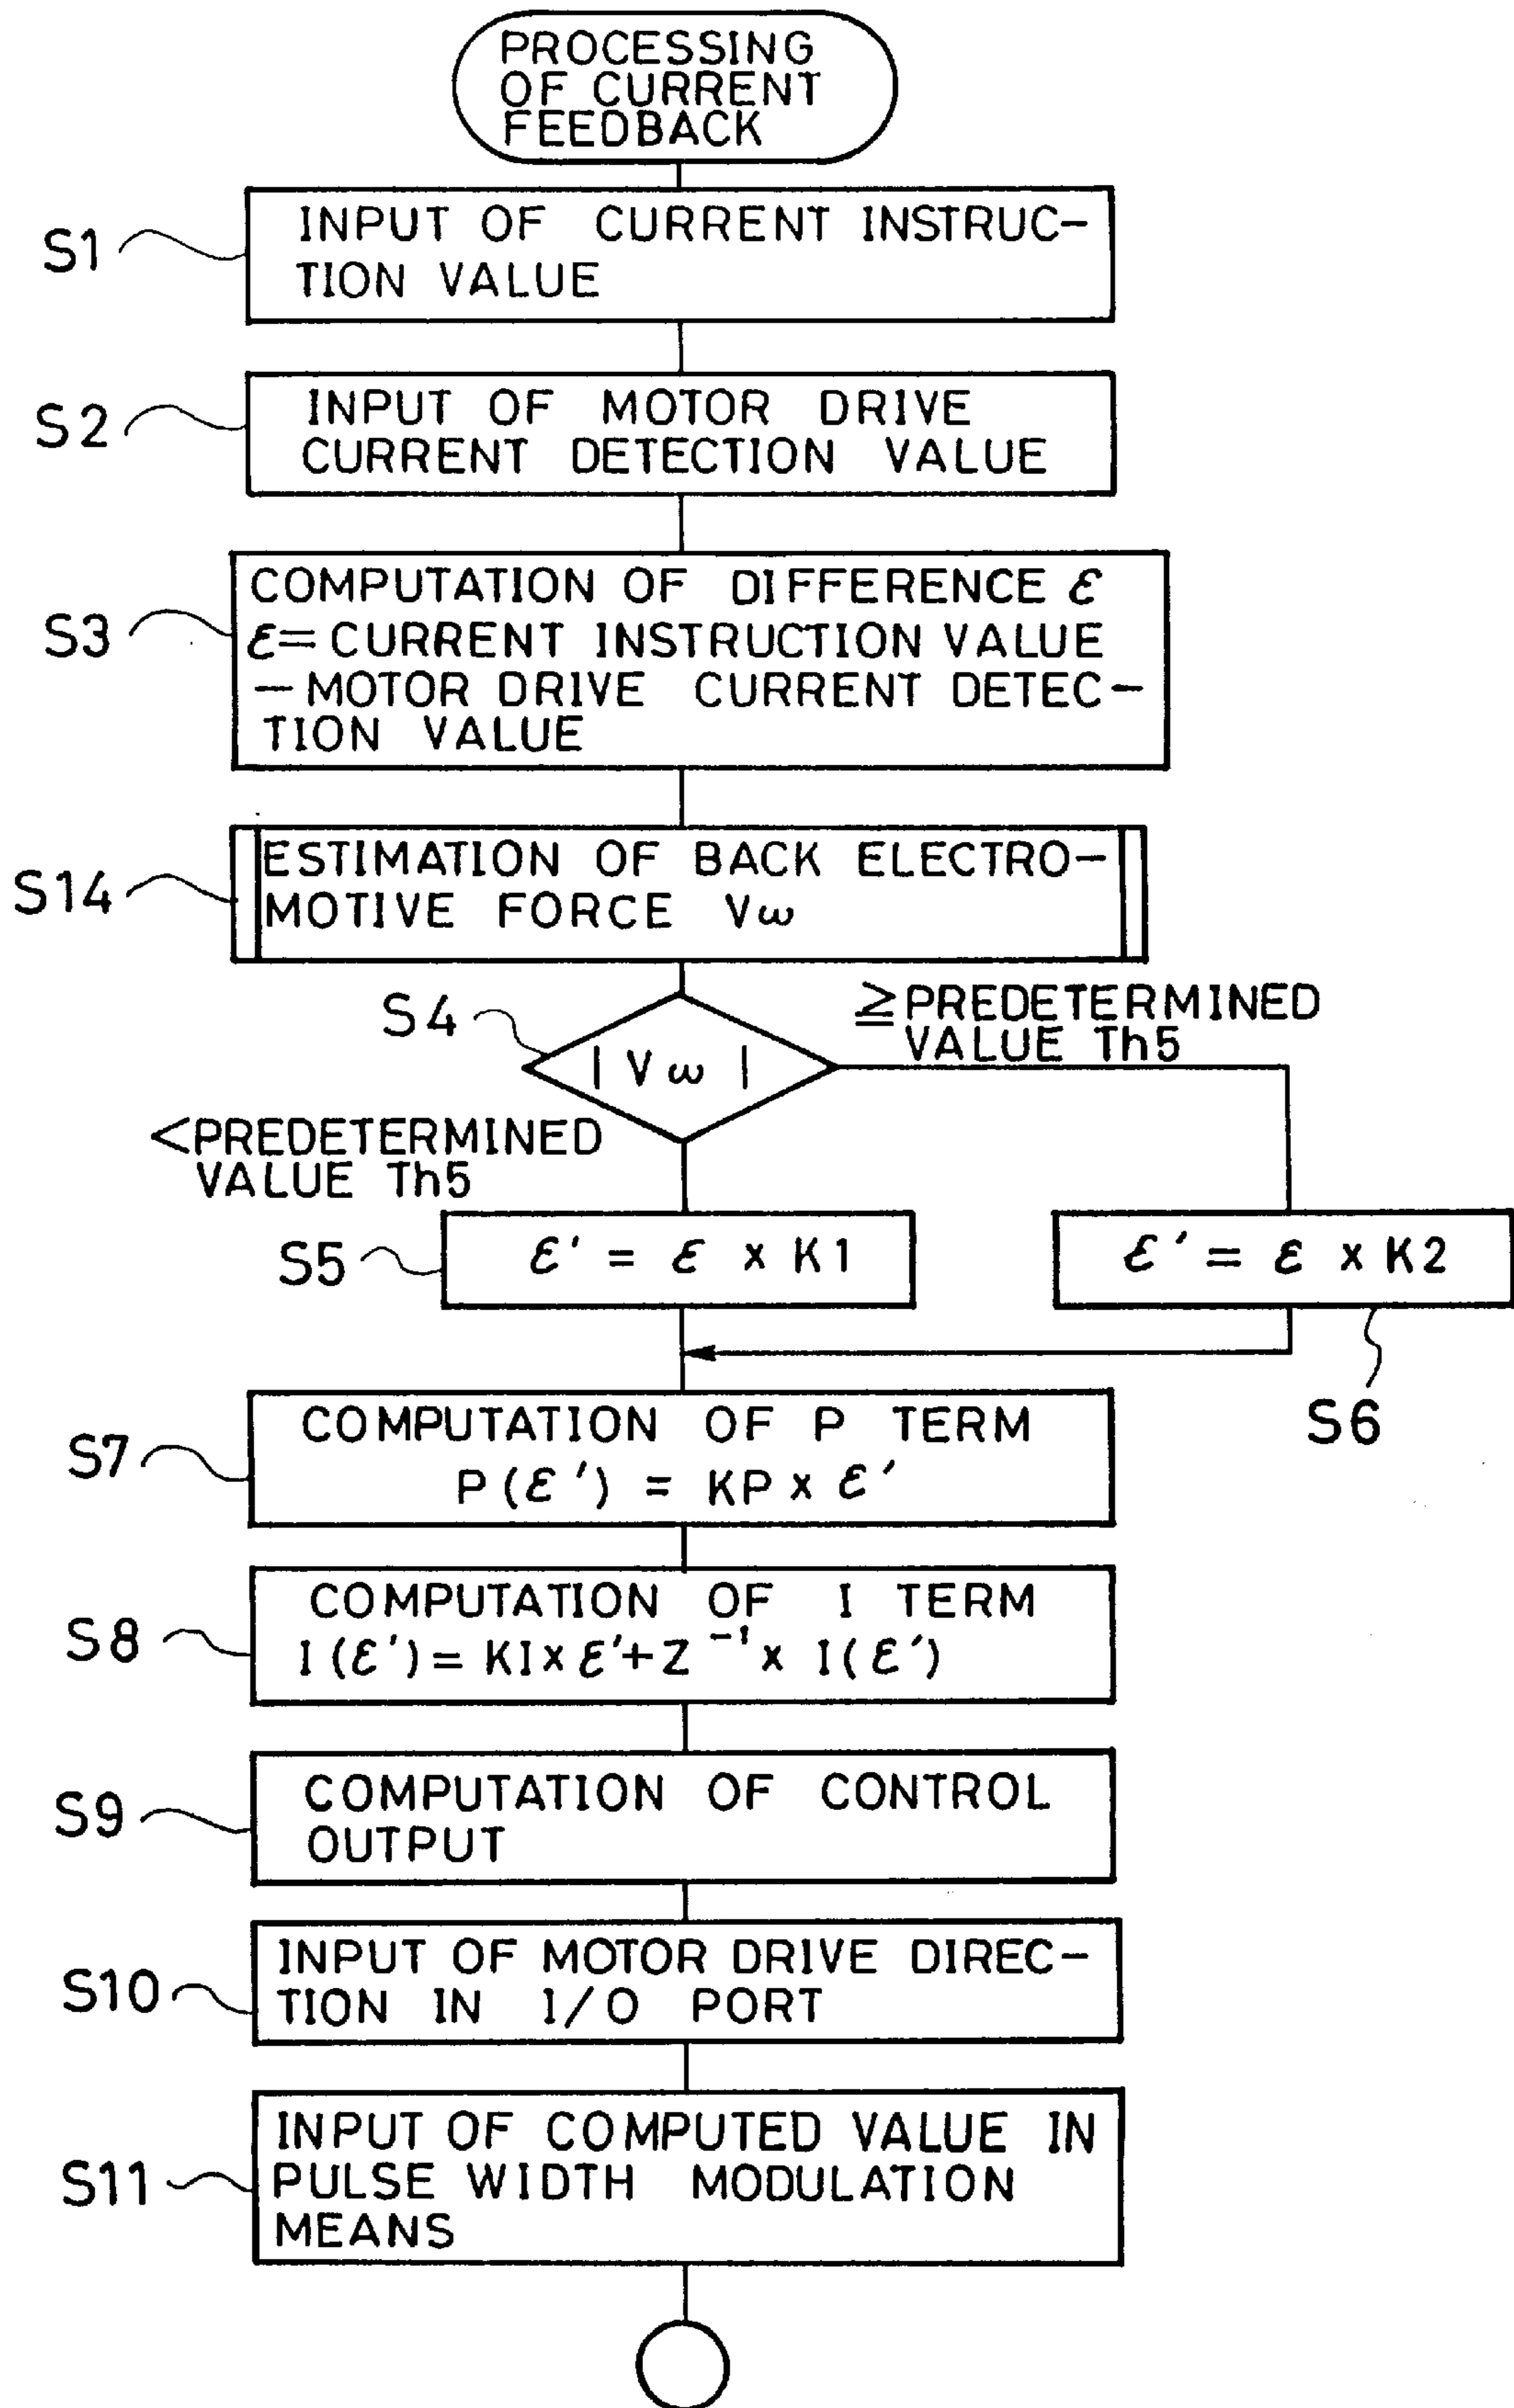 PROCESSING
OF CURRENT
FEEDBACK
S1
INPUT OF CURRENT INSTRUC-
TION VALUE
S2
INPUT OF MOTOR DRIVE
CURRENT DETECTION VALUE
S3
COMPUTATION OF DIFFERENCE ε
ε=CURRENT INSTRUCTION VALUE
-MOTOR DRIVE CURRENT DETEC-
TION VALUE
S14
ESTIMATION OF BACK ELECTRO-
MOTIVE FORCE Vω
S4
| Vω |
≧PREDETERMINED
VALUE Th5
<PREDETERMINED
VALUE Th5
S5
ε' = ε x K1
ε' = ε x K2
S6
S7
COMPUTATION OF P TERM
P(ε') = KP x ε'
S8
COMPUTATION OF I TERM
I(ε') = KI x ε' + Z⁻¹ x I(ε')
S9
COMPUTATION OF CONTROL
OUTPUT
S10
INPUT OF MOTOR DRIVE DIREC-
TION IN I/O PORT
S11
INPUT OF COMPUTED VALUE IN
PULSE WIDTH MODULATION
MEANS